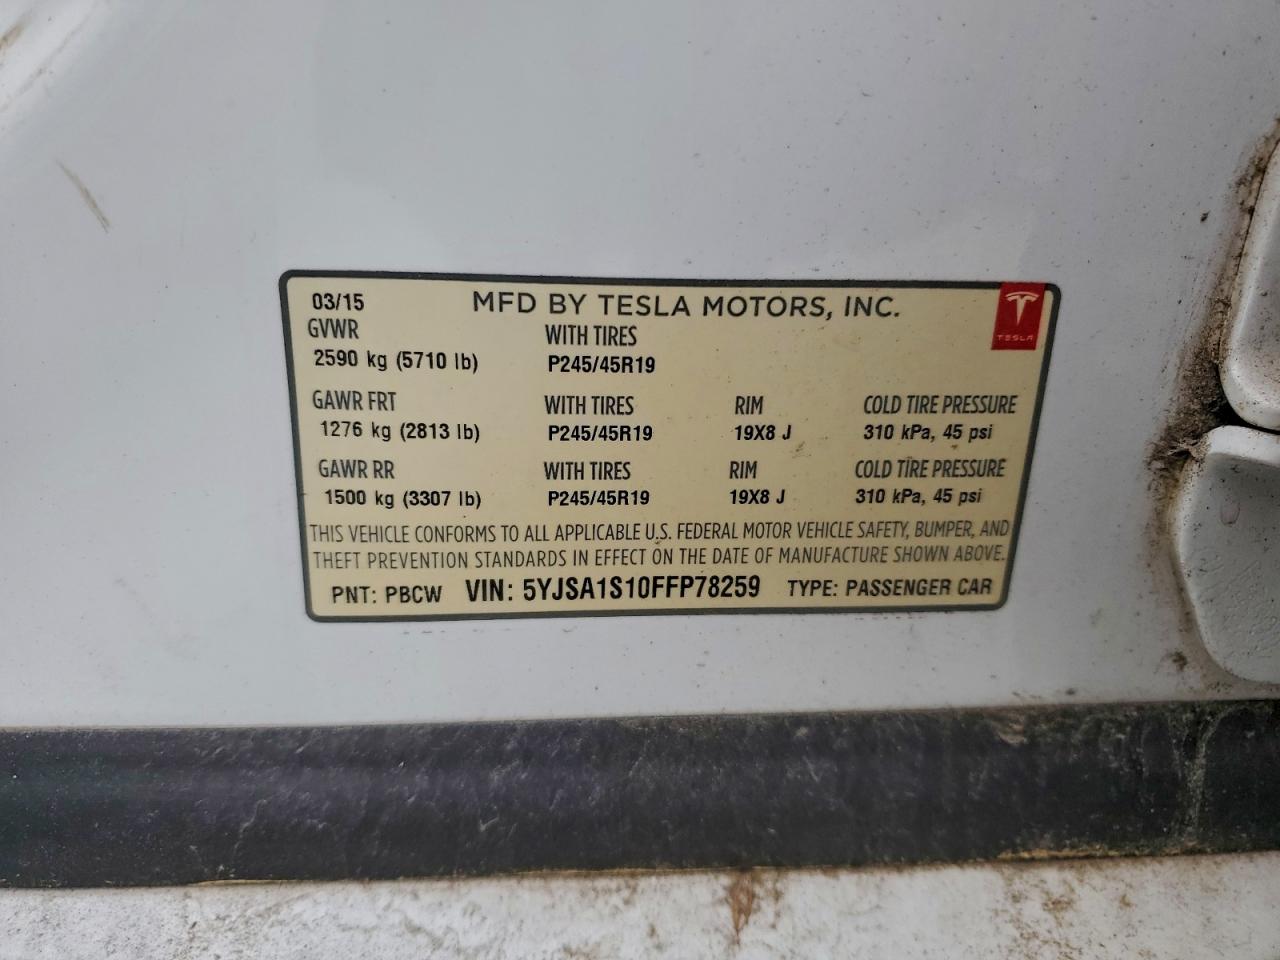 03/15 MFD BY TESLA MOTORS, INC.
TESLA
GVWR WITH TIRES
2590 kg (5710 lb) P245/45R19
GAWR FRT WITH TIRES RIM COLD TIRE PRESSURE
1276 kg (2813 lb) P245/45R19 19X8 J 310 kPa, 45 psi
GAWR RR WITH TIRES RIM COLD TIRE PRESSURE
1500 kg (3307 lb) P245/45R19 19X8 J 310 kPa, 45 psi
THIS VEHICLE CONFORMS TO ALL APPLICABLE U.S. FEDERAL MOTOR VEHICLE SAFETY, BUMPER, AND
THEFT PREVENTION STANDARDS IN EFFECT ON THE DATE OF MANUFACTURE SHOWN ABOVE.
PNT: PBCW VIN: 5YJSA1S10FFP78259 TYPE: PASSENGER CAR